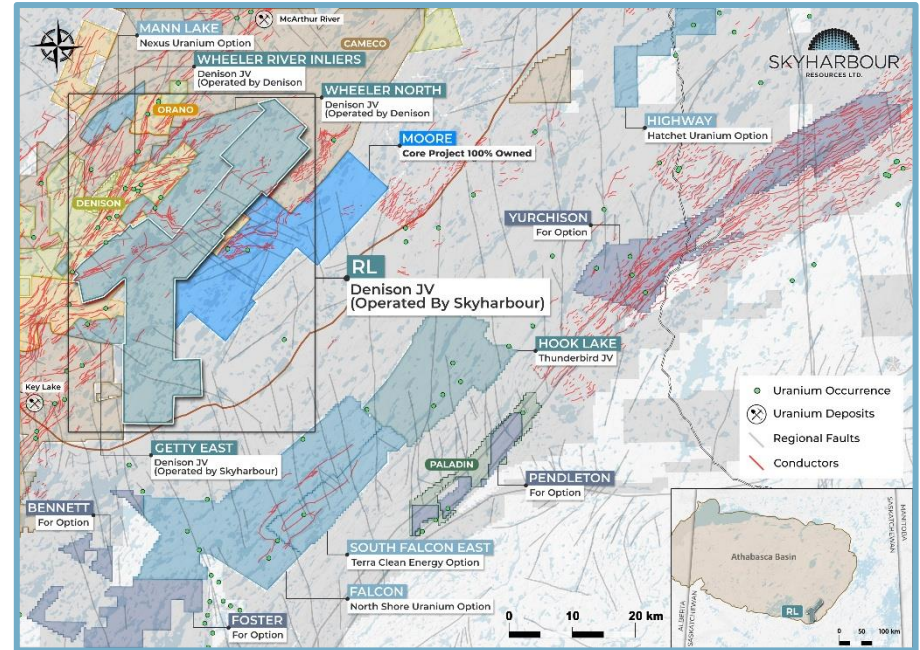 MANN LAKE
Nexus Uranium Option
McArthur River
CAMECO
SKYHARBOUR
RESOURCES LTD.
WHEELER RIVER INLIERS
Denison JV
(Operated by Denison
ORANO
WHEELER NORTH
Denison JV
(Operated by Denison
HIGHWAY
Hatchet Uranium Option
MOORE
Core Project 100% Owned
DENISON
YURCHISON
For Option
RL
Denison JV
(Operated By Skyharbour)
HOOK LAKE
Thunderbird JV
Key Lake
Uranium Occurrence
Uranium Deposits
Regional Faults
Conductors
GETTY EAST
Denison JV
(Operated by Skyharbour)
PALADIN
PENDLETON
For Option
BENNETT
For Option
SOUTH FALCON EAST
Terra Clean Energy Option
FALCON
North Shore Uranium Option
FOSTER
For Option
0 10 20 km
SASKATCHEWAN
MANITOBA
Athabasca Basin
ALBERTA
SASKATCHEWAN
RL
0 50 100 km